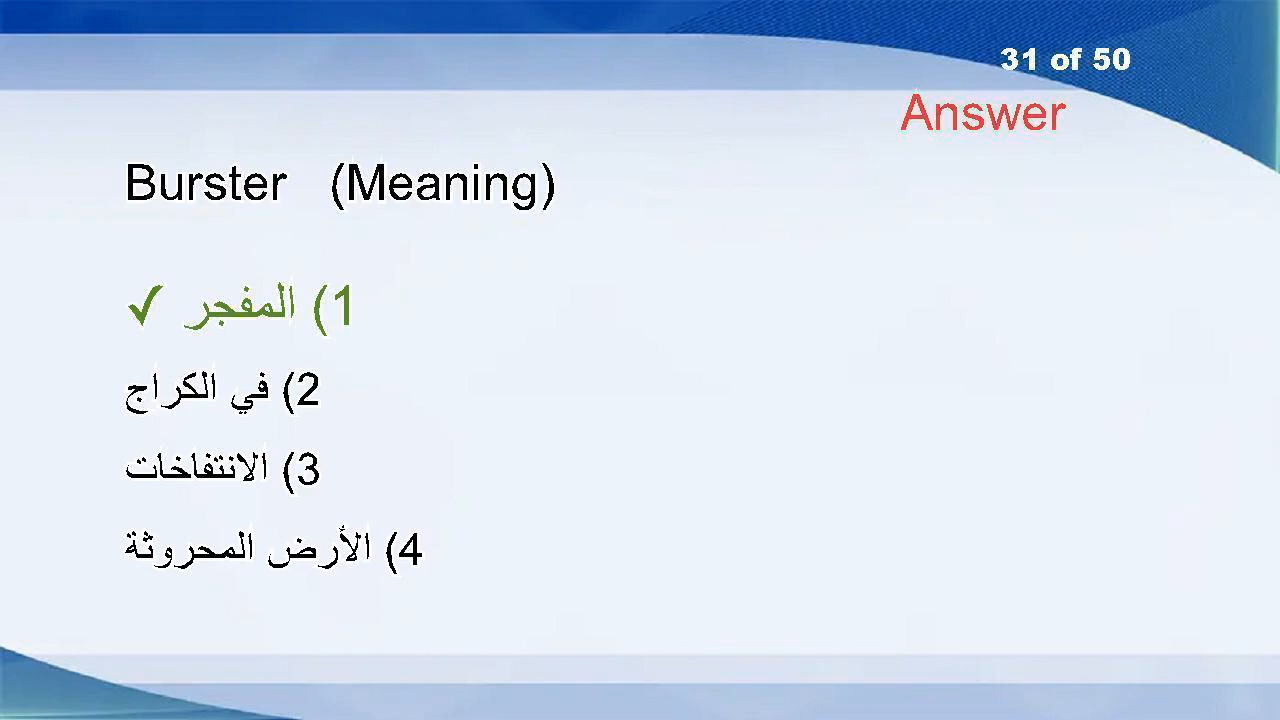 31 of 50
Answer
Burster (Meaning)
1) المفجر ✓
2) في الكراج
3) الانتفاخات
4) الأرض المحروثة